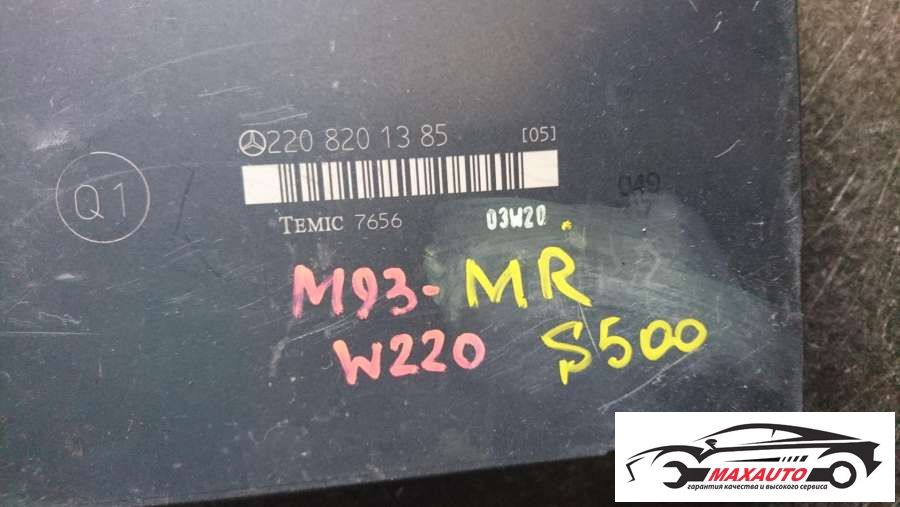 220 820 13 85 [05]
Q1
049
TEMIC 7656 03W20
M93- MR
W220 S500
MAXAUTO
гарантия качества и высокого сервиса